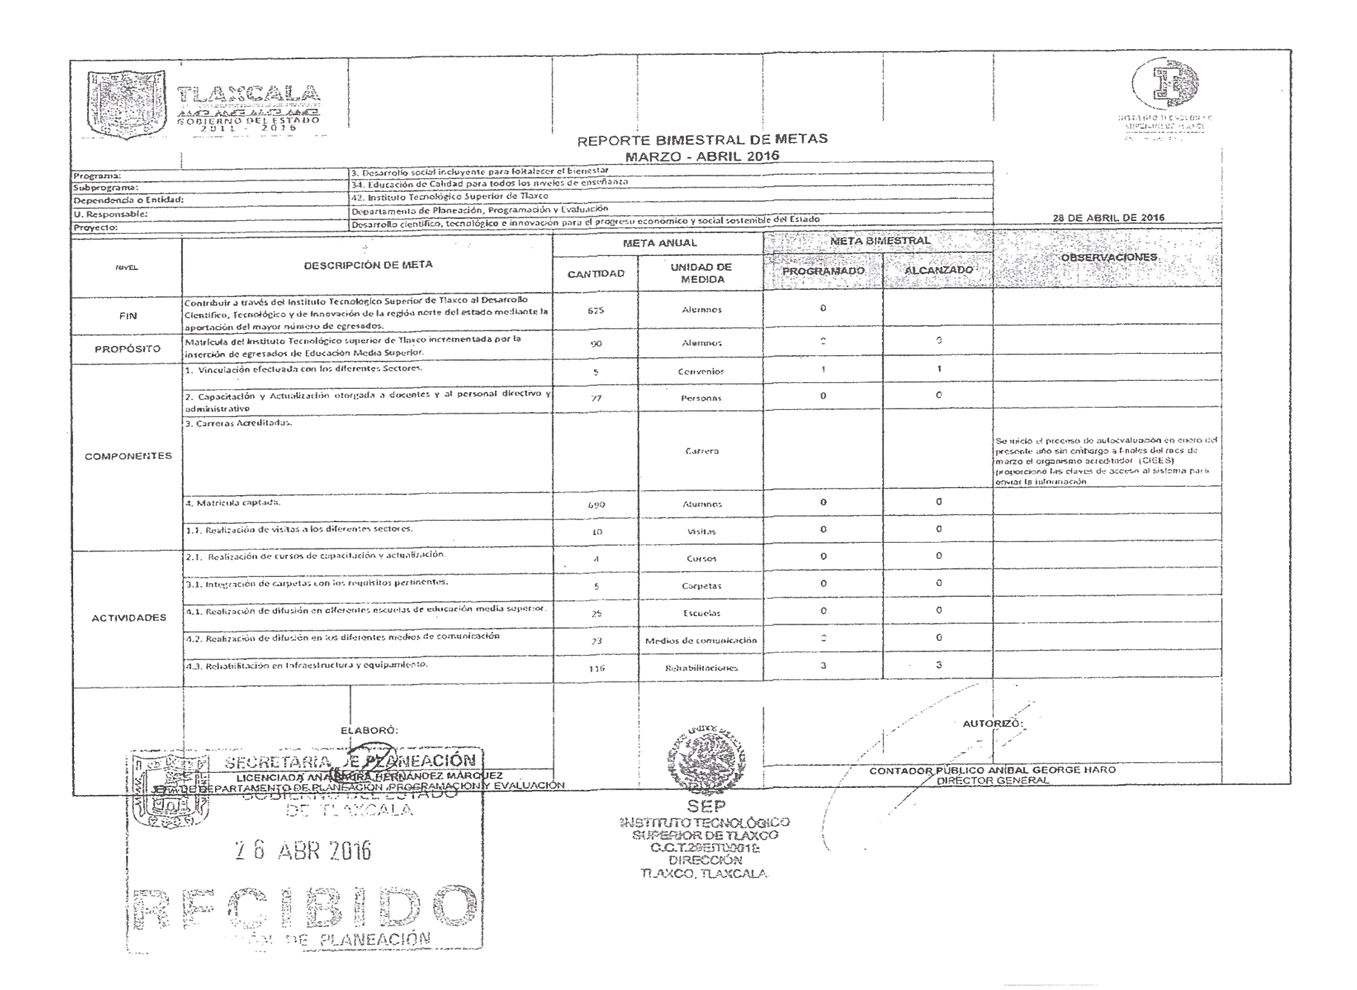 TLAXCALA
GOBIERNO DEL ESTADO
2011 - 2016
REPORTE BIMESTRAL DE METAS
MARZO - ABRIL 2016
Programa: 3. Desarrollo social incluyente para fortalecer el bienestar
Subprograma: 34. Educación de Calidad para todos los niveles de enseñanza
Dependencia o Entidad: 42. Instituto Tecnológico Superior de Tlaxco
U. Responsable: Departamento de Planeación, Programación y Evaluación
Proyecto: Desarrollo científico, tecnológico e innovación para el progreso económico y social sostenible del Estado
28 DE ABRIL DE 2016
NIVEL DESCRIPCIÓN DE META META ANUAL META BIMESTRAL OBSERVACIONES
CANTIDAD UNIDAD DE MEDIDA PROGRAMADO ALCANZADO
FIN Contribuir a través del Instituto Tecnologico Superior de Tlaxco al Desarrollo
Científico, Tecnológico y de Innovación de la región norte del estado mediante la
aportación del mayor número de egresados. 625 Alumnos 0
PROPÓSITO Matrícula del Instituto Tecnológico superior de Tlaxco incrementada por la
inserción de egresados de Educación Media Superior. 90 Alumnos 0
COMPONENTES
1. Vinculación efectuada con los diferentes Sectores. 5 Convenios 1 1
2. Capacitación y Actualización otorgada a docentes y al personal directivo y
administrativo 77 Personas 0 0
3. Carreras Acreditadas. Carrera
Se inicio el proceso de autoevaluación en enero del
presente año sin embargo a finales del mes de
marzo el organismo acreditador (CIEES)
proporcionó las claves de acceso al sistema para
enviar la información
4. Matrícula captada. 690 Alumnos 0 0
1.1. Realización de visitas a los diferentes sectores. 10 Visitas 0 0
ACTIVIDADES
2.1. Realización de cursos de capacitación y actualización. 4 Cursos 0 0
3.1. Integración de carpetas con los requisitos pertinentes. 5 Carpetas 0 0
4.1. Realización de difusión en diferentes escuelas de educación media superior. 25 Escuelas 0 0
4.2. Realización de difusión en los diferentes medios de comunicación 23 Medios de comunicación 0
4.3. Rehabilitación en Infraestructura y equipamiento. 116 Rehabilitaciones 3 3
ELABORÓ:
AUTORIZÓ:
SECRETARIA DE PLANEACIÓN
LICENCIADA HERNÁNDEZ MÁRQUEZ
DEPARTAMENTO DE PLANEACIÓN, PROGRAMACIÓN Y EVALUACIÓN
GOBIERNO DEL ESTADO
DE TLAXCALA
26 ABR 2016
RECIBIDO
DE PLANEACIÓN
CONTADOR PÚBLICO ANÍBAL GEORGE HARO
DIRECTOR GENERAL
SEP
INSTITUTO TECNOLÓGICO
SUPERIOR DE TLAXCO
DIRECCIÓN
TLAXCO, TLAXCALA